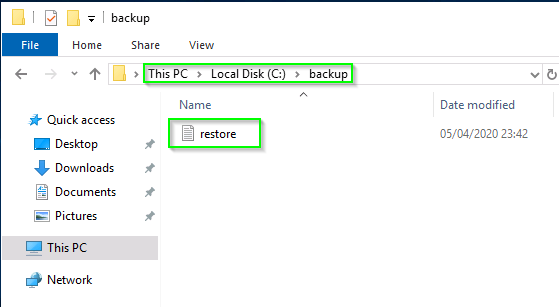 backup
File Home Share View
This PC > Local Disk (C:) > backup
Name Date modified
Quick access
restore 05/04/2020 23:42
Desktop
Downloads
Documents
Pictures
This PC
Network